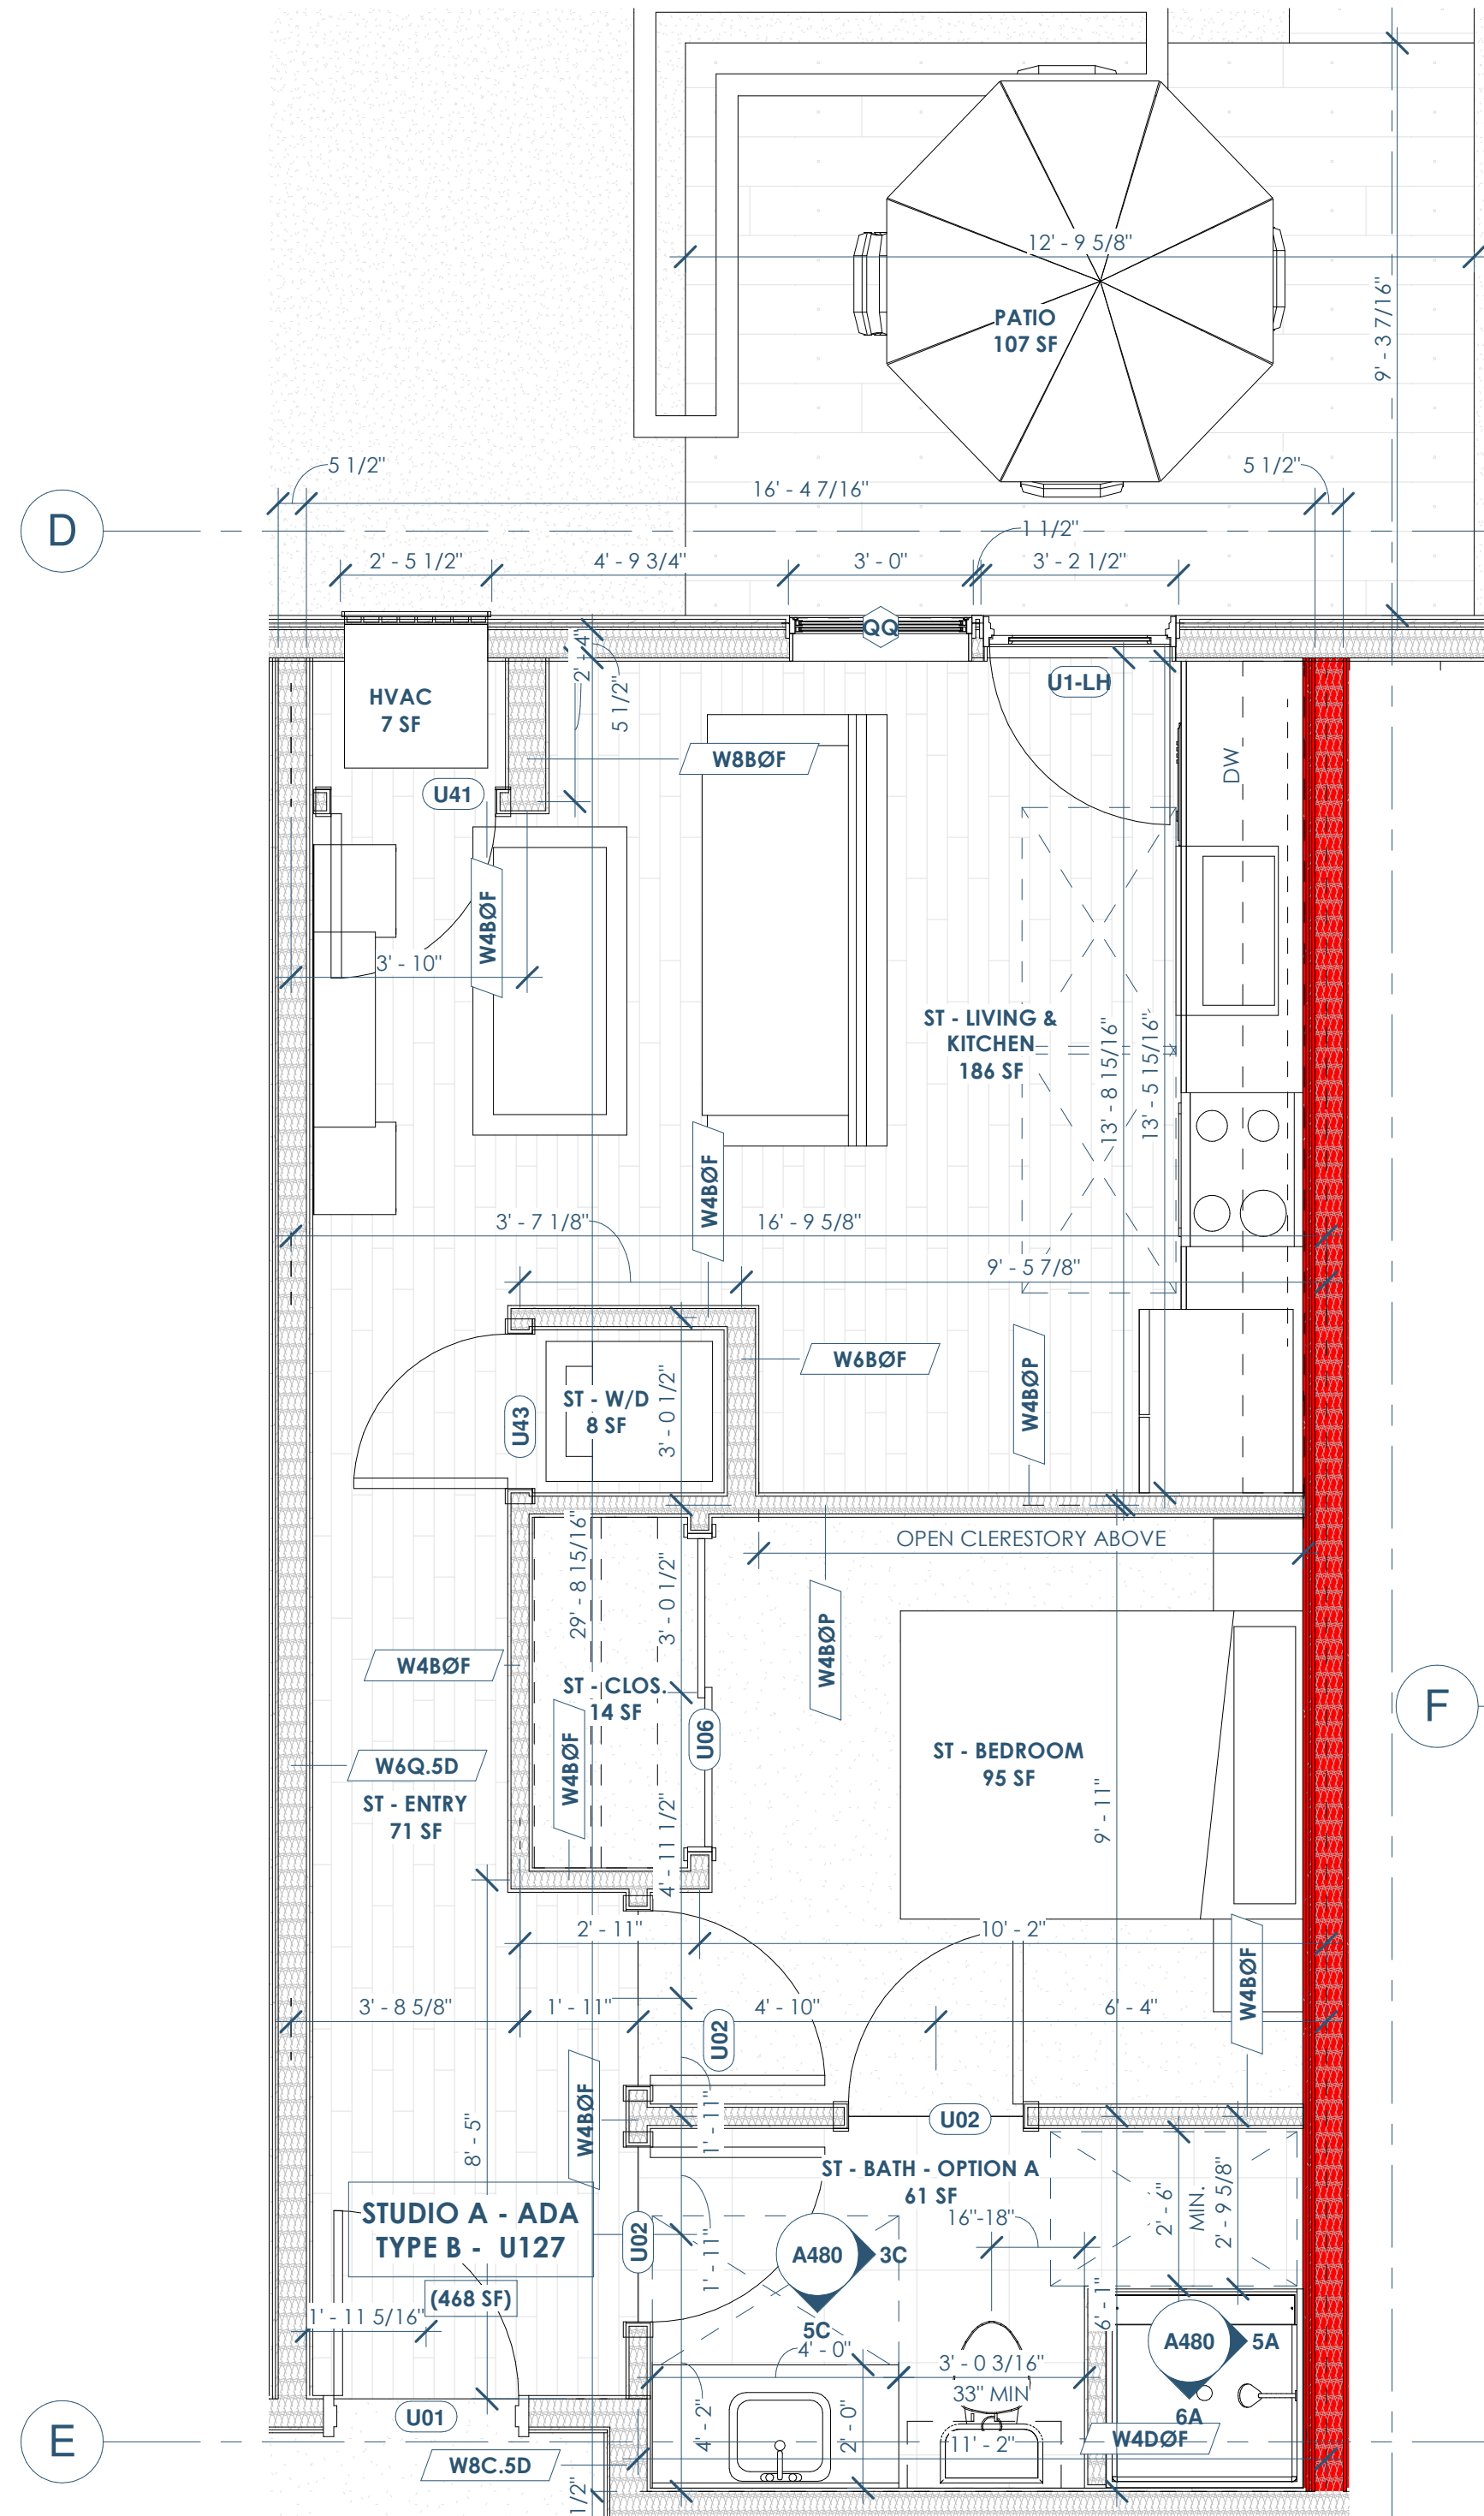 12' - 9 5/8"
PATIO
107 SF
9' - 3 7/16"
5 1/2"
16' - 4 7/16"
5 1/2"
D
1 1/2"
2' - 5 1/2"
4' - 9 3/4"
3' - 0"
3' - 2 1/2"
QQ
2' - 4"
5 1/2"
U1-LH
HVAC
7 SF
W8BØF
DW
U41
W4BØF
3' - 10"
ST - LIVING &
KITCHEN
186 SF
13' - 8 15/16"
13' - 5 15/16"
W4BØF
3' - 7 1/8"
16' - 9 5/8"
9' - 5 7/8"
W6BØF
W4BØP
ST - W/D
8 SF
3' - 0 1/2"
U43
OPEN CLERESTORY ABOVE
29' - 8 15/16"
3' - 0 1/2"
W4BØP
W4BØF
ST - CLOS.
14 SF
W4BØF
U06
F
ST - BEDROOM
95 SF
W6Q.5D
ST - ENTRY
71 SF
9' - 11"
4' - 11 1/2"
2' - 11"
10' - 2"
W4BØF
3' - 8 5/8"
1' - 11"
4' - 10"
6' - 4"
U02
W4BØF
8' - 5"
1' - 11"
U02
ST - BATH - OPTION A
61 SF
16"-18"
2' - 6"
MIN.
2' - 9 5/8"
STUDIO A - ADA
TYPE B - U127
(468 SF)
U02
1' - 11"
A480
3C
5C
1' - 11 5/16"
4' - 0"
3' - 0 3/16"
33" MIN
6' - 1"
A480
5A
6A
U01
4' - 2"
2' - 0"
11' - 2"
W4DØF
E
W8C.5D
1/2"